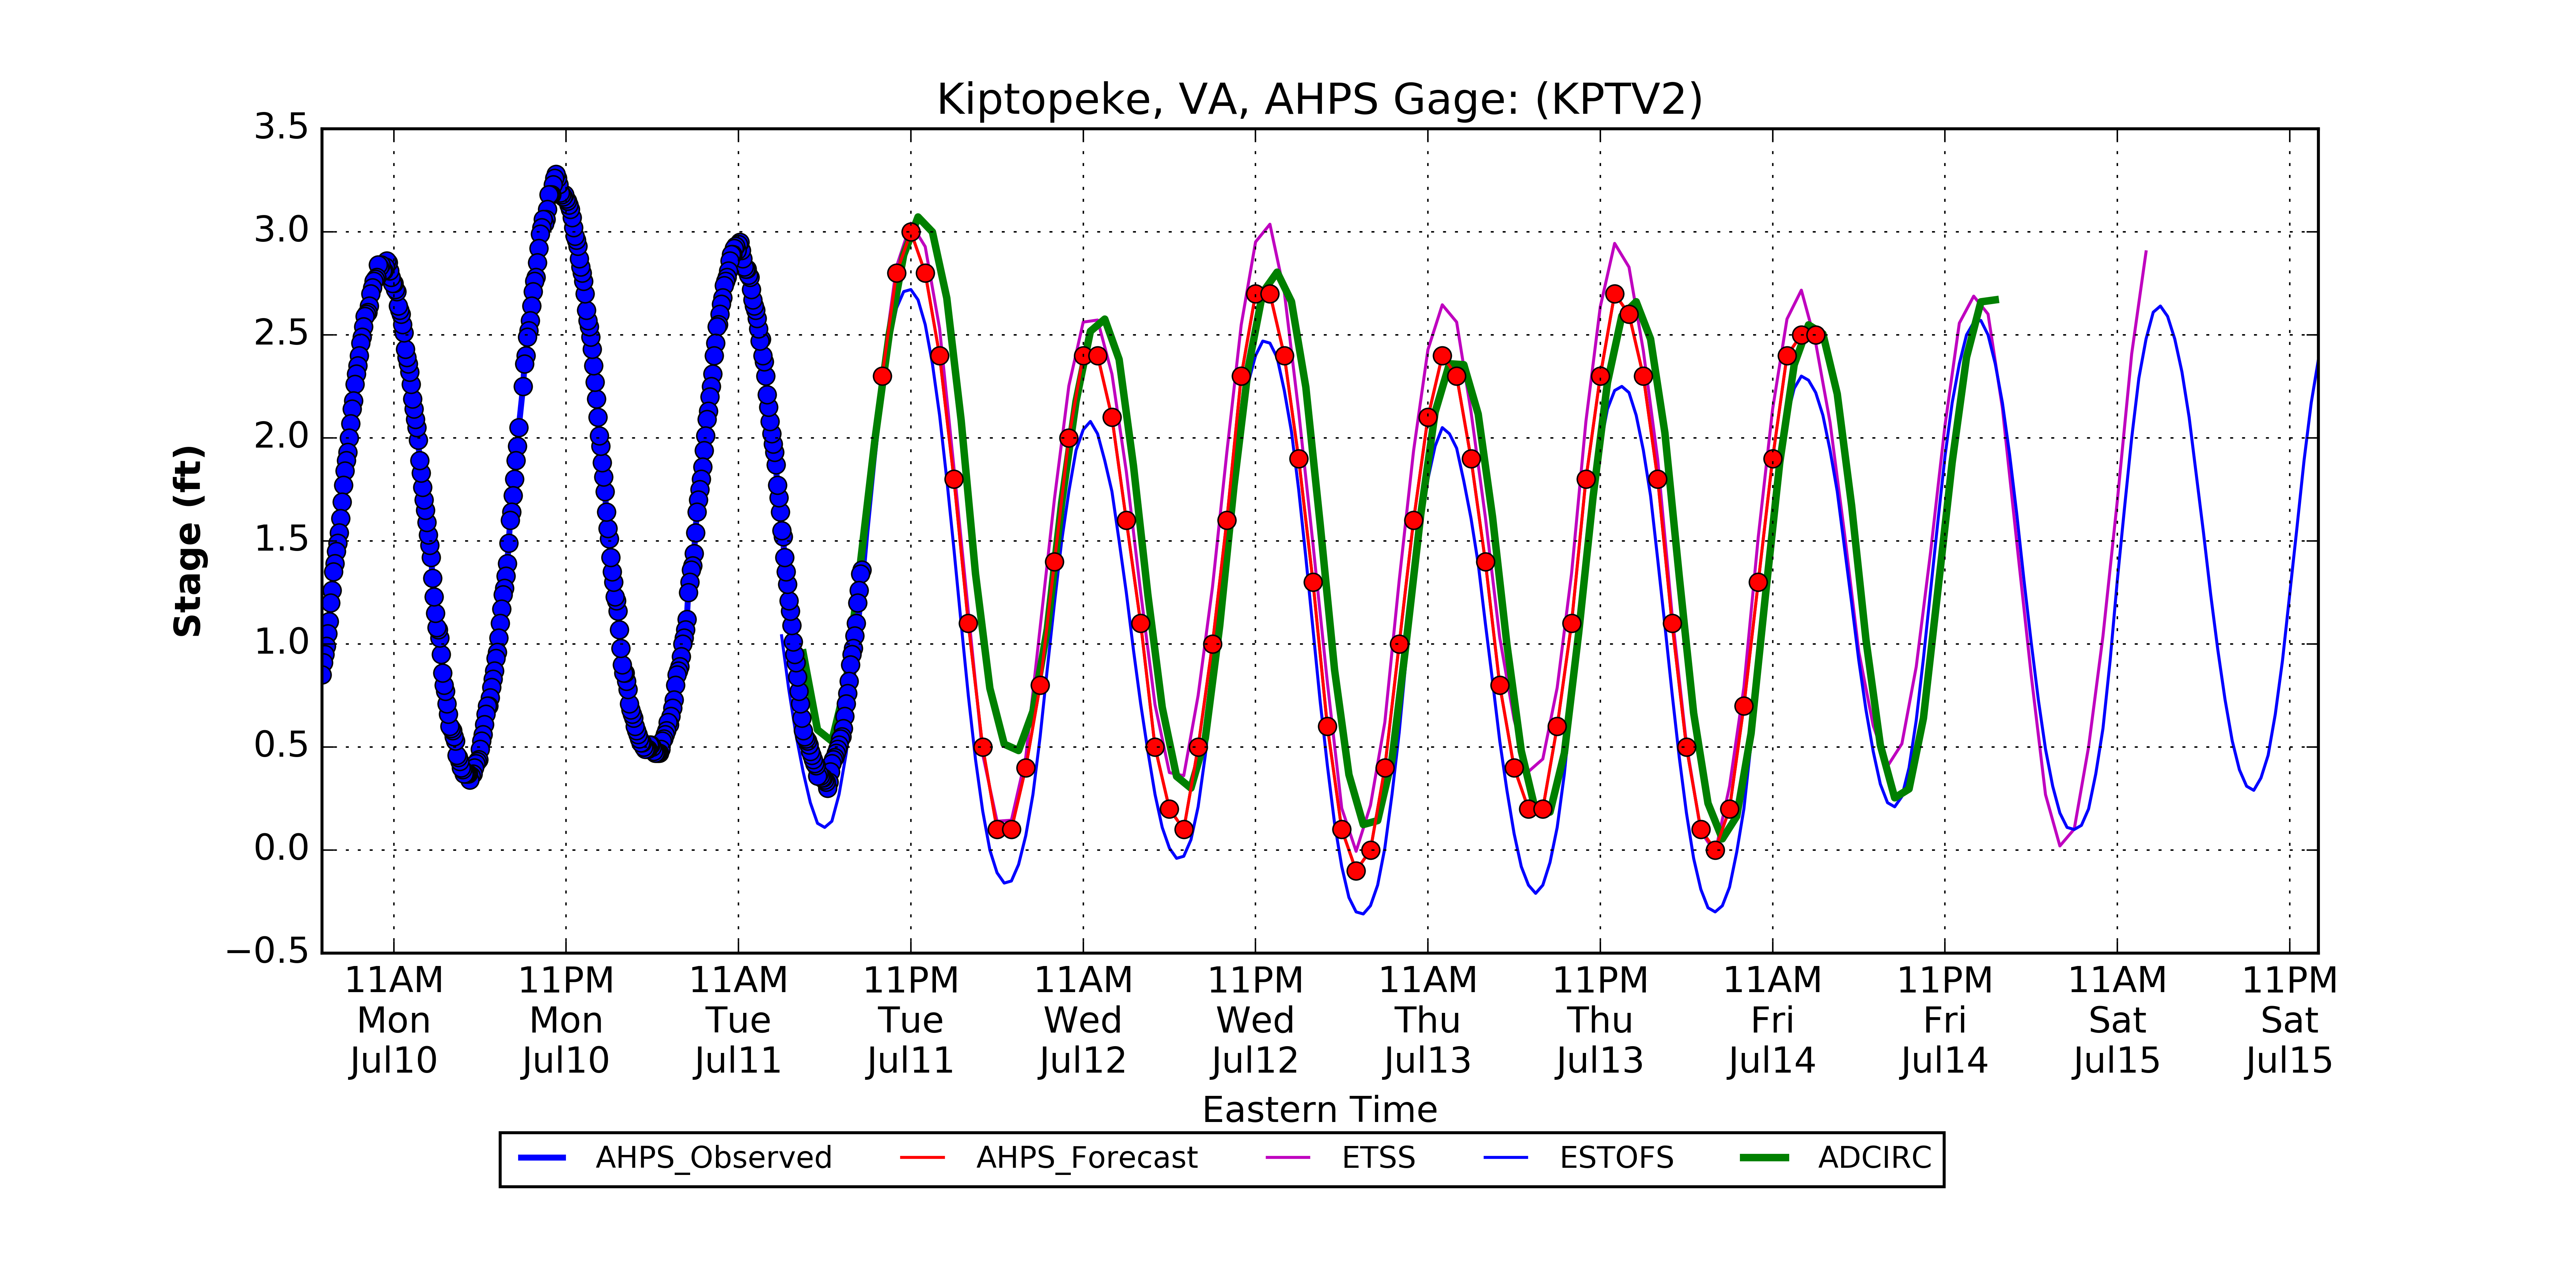 Kiptopeke, VA, AHPS Gage: (KPTV2)
3.5
3.0
2.5
2.0
1.5
1.0
0.5
0.0
−0.5
Stage (ft)
11AM 11PM 11AM 11PM 11AM 11PM 11AM 11PM 11AM 11PM 11AM 11PM
Mon Mon Tue Tue Wed Wed Thu Thu Fri Fri Sat Sat
Jul10 Jul10 Jul11 Jul11 Jul12 Jul12 Jul13 Jul13 Jul14 Jul14 Jul15 Jul15
Eastern Time
AHPS_Observed AHPS_Forecast ETSS ESTOFS ADCIRC